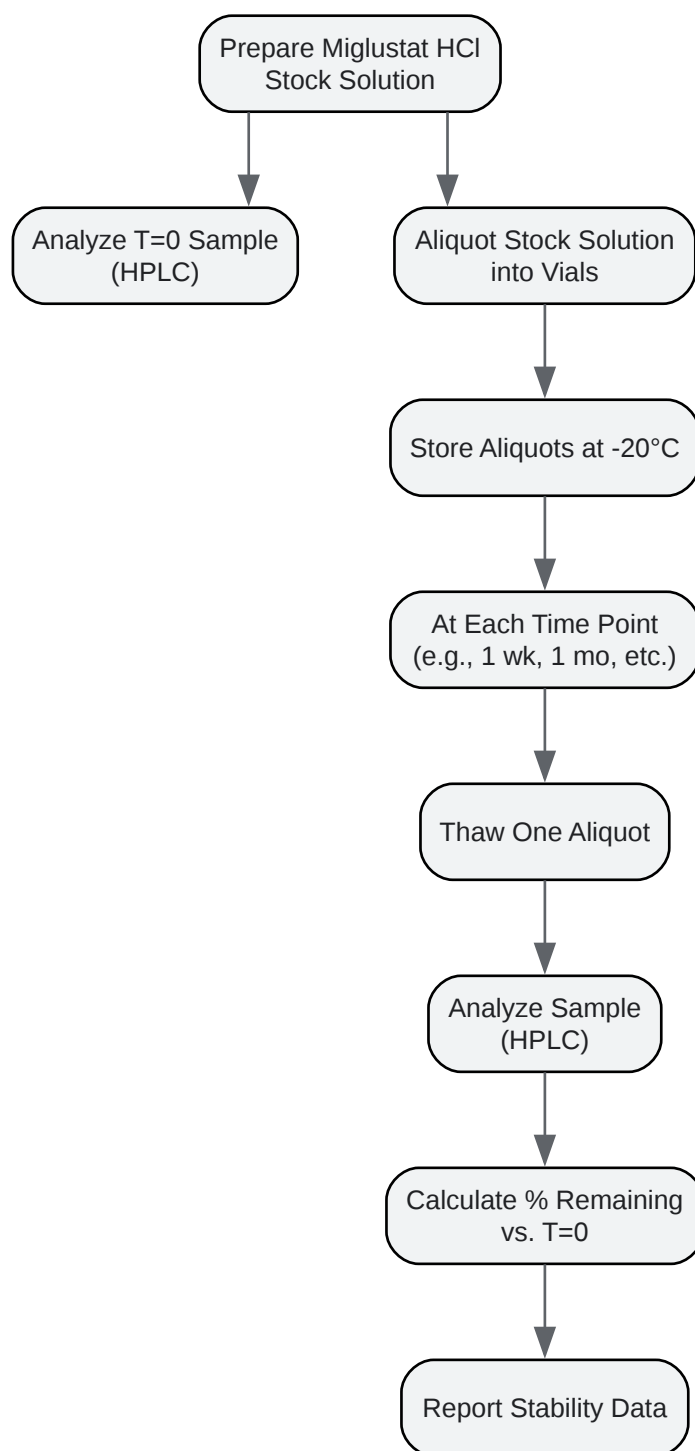 Prepare Miglustat HCl
Stock Solution
Analyze T=0 Sample
(HPLC)
Aliquot Stock Solution
into Vials
Store Aliquots at -20°C
At Each Time Point
(e.g., 1 wk, 1 mo, etc.)
Thaw One Aliquot
Analyze Sample
(HPLC)
Calculate % Remaining
vs. T=0
Report Stability Data